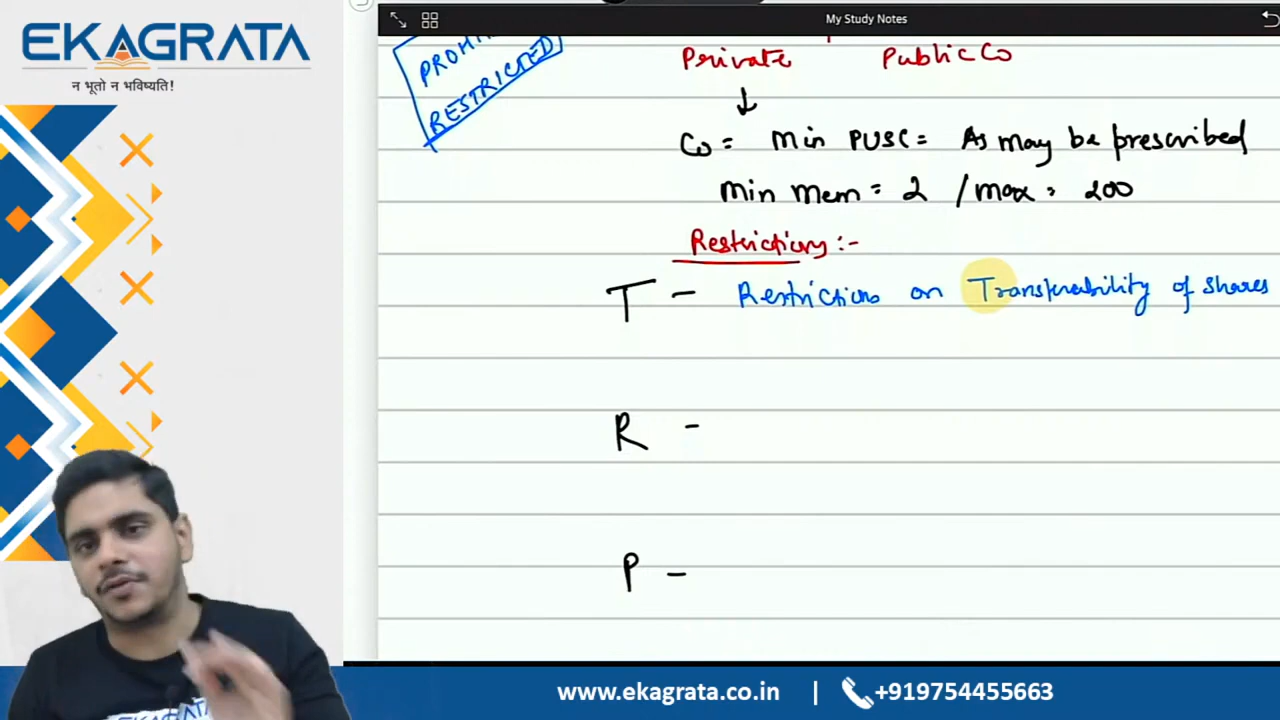 EKAGRATA
न भूतो न भविष्यति!
My Study Notes
RESTRICTED
Private Public Co
↓
Co = Min PUSC = As may be prescribed
Min Mem = 2 / Max = 200
Restrictions :-
T - Restrictions on Transferability of shares
R -
P -
www.ekagrata.co.in | +919754455663